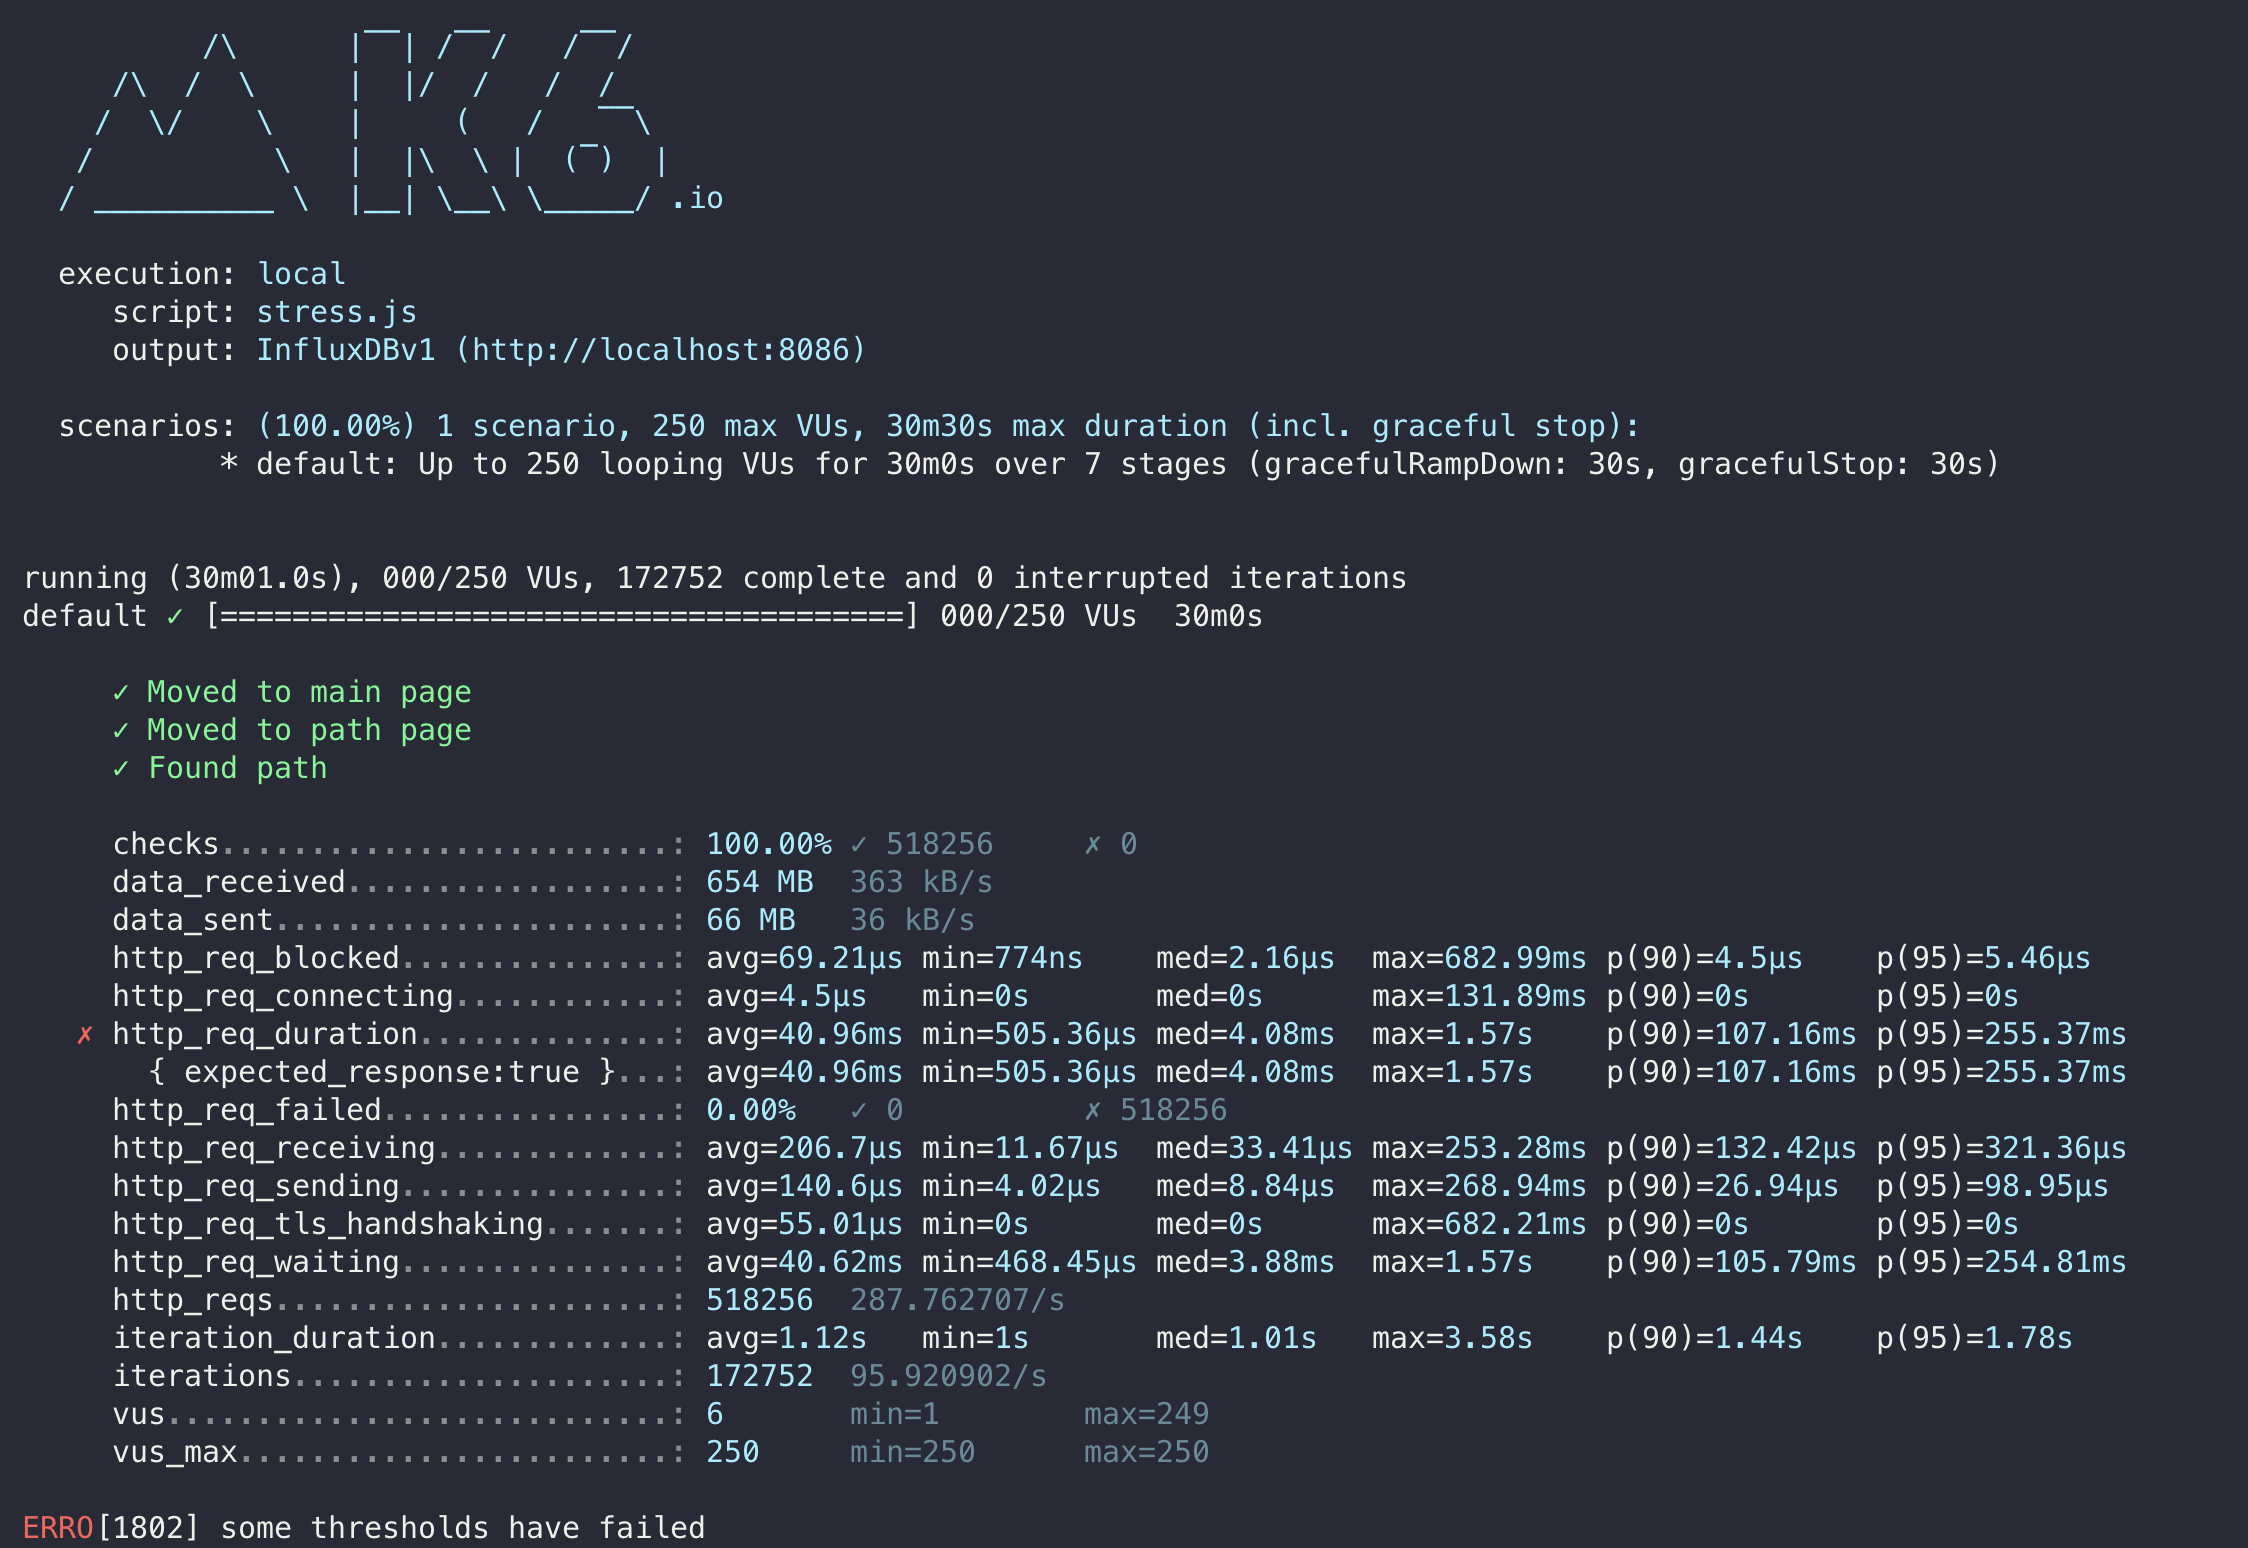 /\      |‾‾| /‾‾/   /‾‾/
     /\  /  \     |  |/  /   /  /
    /  \/    \    |     (   /   ‾‾\
   /          \   |  |\  \ |  (‾)  |
  / __________ \  |__| \__\ \_____/ .io

  execution: local
     script: stress.js
     output: InfluxDBv1 (http://localhost:8086)

  scenarios: (100.00%) 1 scenario, 250 max VUs, 30m30s max duration (incl. graceful stop):
           * default: Up to 250 looping VUs for 30m0s over 7 stages (gracefulRampDown: 30s, gracefulStop: 30s)

running (30m01.0s), 000/250 VUs, 172752 complete and 0 interrupted iterations
default ✓ [======================================] 000/250 VUs  30m0s

     ✓ Moved to main page
     ✓ Moved to path page
     ✓ Found path

     checks.........................: 100.00% ✓ 518256     ✗ 0
     data_received..................: 654 MB  363 kB/s
     data_sent......................: 66 MB   36 kB/s
     http_req_blocked...............: avg=69.21µs min=774ns    med=2.16µs  max=682.99ms p(90)=4.5µs    p(95)=5.46µs
     http_req_connecting............: avg=4.5µs   min=0s       med=0s      max=131.89ms p(90)=0s       p(95)=0s
   ✗ http_req_duration..............: avg=40.96ms min=505.36µs med=4.08ms  max=1.57s    p(90)=107.16ms p(95)=255.37ms
       { expected_response:true }...: avg=40.96ms min=505.36µs med=4.08ms  max=1.57s    p(90)=107.16ms p(95)=255.37ms
     http_req_failed................: 0.00%   ✓ 0          ✗ 518256
     http_req_receiving.............: avg=206.7µs min=11.67µs  med=33.41µs max=253.28ms p(90)=132.42µs p(95)=321.36µs
     http_req_sending...............: avg=140.6µs min=4.02µs   med=8.84µs  max=268.94ms p(90)=26.94µs  p(95)=98.95µs
     http_req_tls_handshaking.......: avg=55.01µs min=0s       med=0s      max=682.21ms p(90)=0s       p(95)=0s
     http_req_waiting...............: avg=40.62ms min=468.45µs med=3.88ms  max=1.57s    p(90)=105.79ms p(95)=254.81ms
     http_reqs......................: 518256  287.762707/s
     iteration_duration.............: avg=1.12s   min=1s       med=1.01s   max=3.58s    p(90)=1.44s    p(95)=1.78s
     iterations.....................: 172752  95.920902/s
     vus............................: 6       min=1        max=249
     vus_max........................: 250     min=250      max=250

ERRO[1802] some thresholds have failed